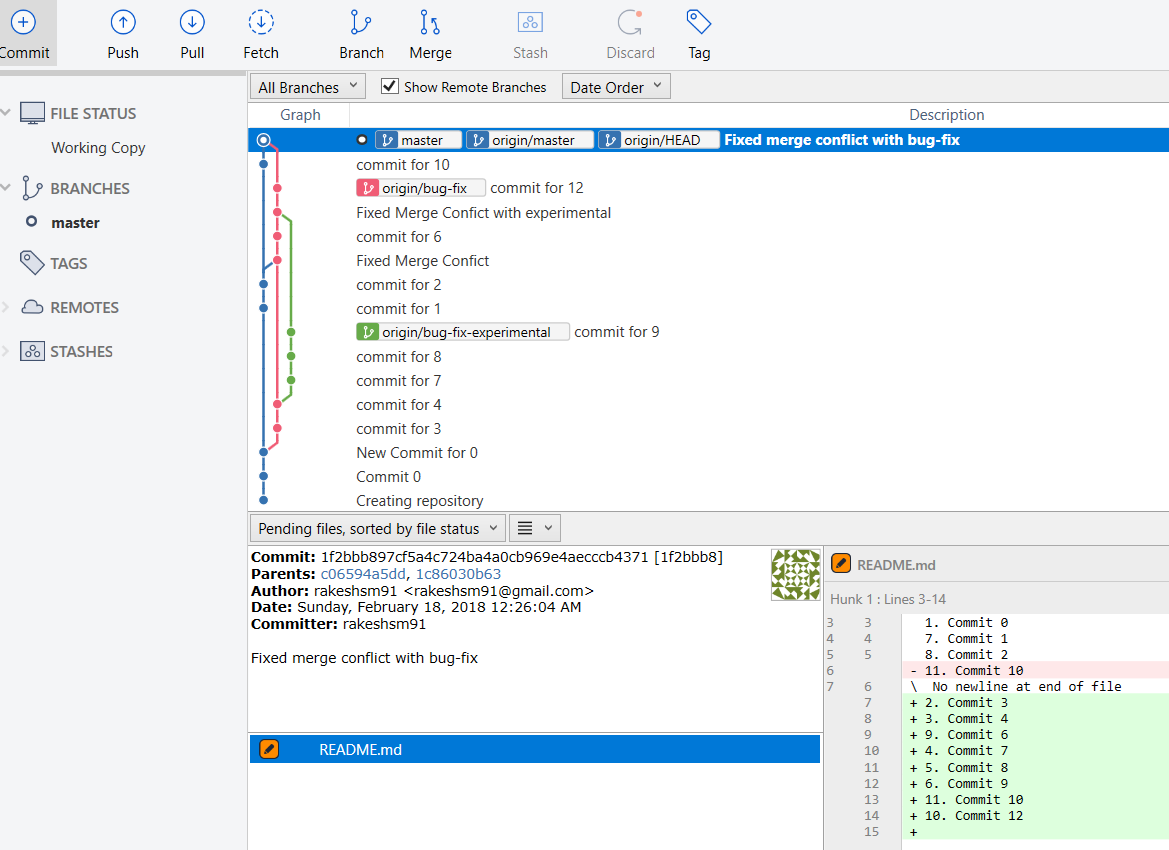 Commit Push Pull Fetch Branch Merge Stash Discard Tag
All Branches Show Remote Branches Date Order
FILE STATUS
Working Copy
BRANCHES
master
TAGS
REMOTES
STASHES
Graph Description
master origin/master origin/HEAD Fixed merge conflict with bug-fix
commit for 10
origin/bug-fix commit for 12
Fixed Merge Confict with experimental
commit for 6
Fixed Merge Confict
commit for 2
commit for 1
origin/bug-fix-experimental commit for 9
commit for 8
commit for 7
commit for 4
commit for 3
New Commit for 0
Commit 0
Creating repository
Pending files, sorted by file status
Commit: 1f2bbb897cf5a4c724ba4a0cb969e4aecccb4371 [1f2bbb8]
Parents: c06594a5dd, 1c86030b63
Author: rakeshsm91 <rakeshsm91@gmail.com>
Date: Sunday, February 18, 2018 12:26:04 AM
Committer: rakeshsm91
Fixed merge conflict with bug-fix
README.md
README.md
Hunk 1 : Lines 3-14
3 3 1. Commit 0
4 4 7. Commit 1
5 5 8. Commit 2
6 - 11. Commit 10
7 6 \ No newline at end of file
7 + 2. Commit 3
8 + 3. Commit 4
9 + 9. Commit 6
10 + 4. Commit 7
11 + 5. Commit 8
12 + 6. Commit 9
13 + 11. Commit 10
14 + 10. Commit 12
15 +